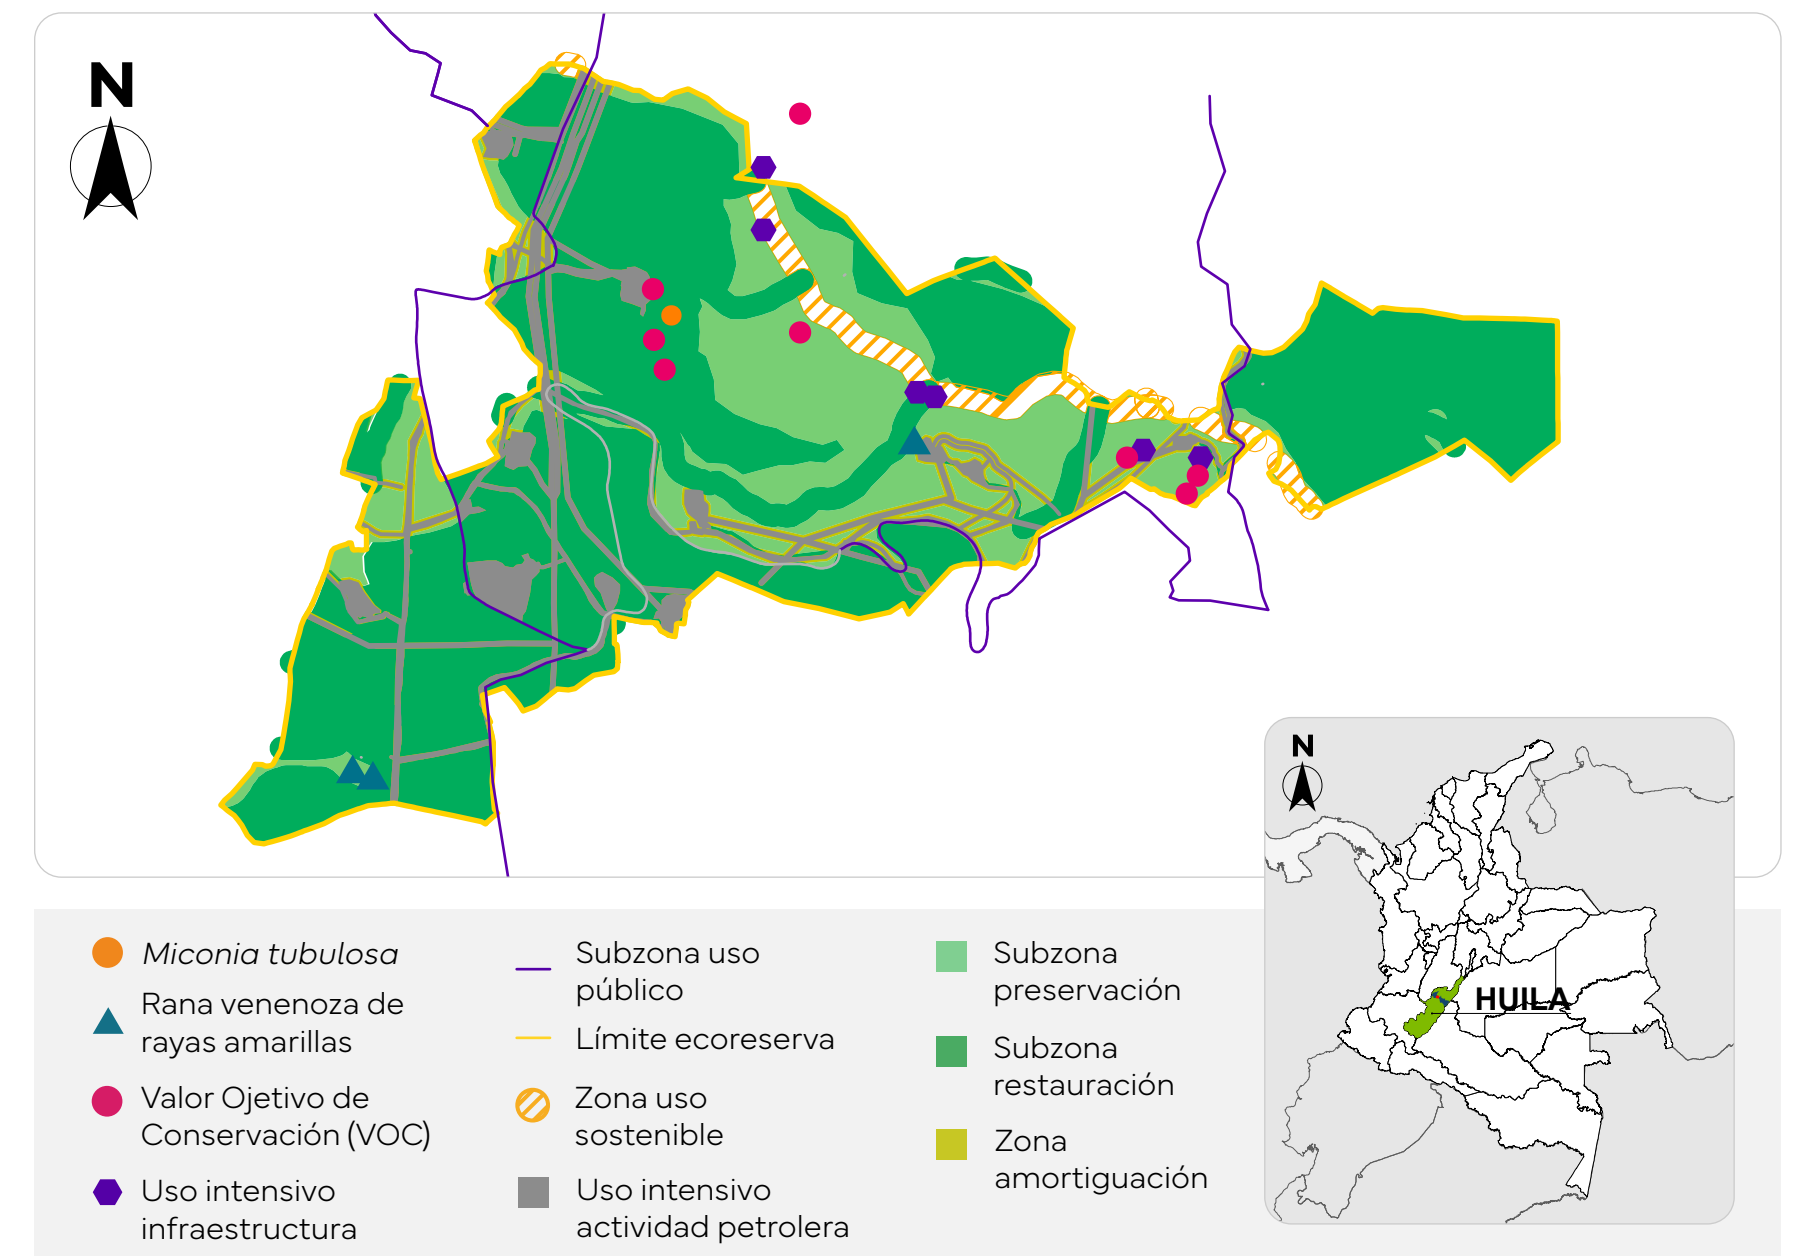 N
N
HUILA
Miconia tubulosa
Rana venenoza de
rayas amarillas
Valor Ojetivo de
Conservación (VOC)
Uso intensivo
infraestructura
Subzona uso
público
Límite ecoreserva
Zona uso
sostenible
Uso intensivo
actividad petrolera
Subzona
preservación
Subzona
restauración
Zona
amortiguación